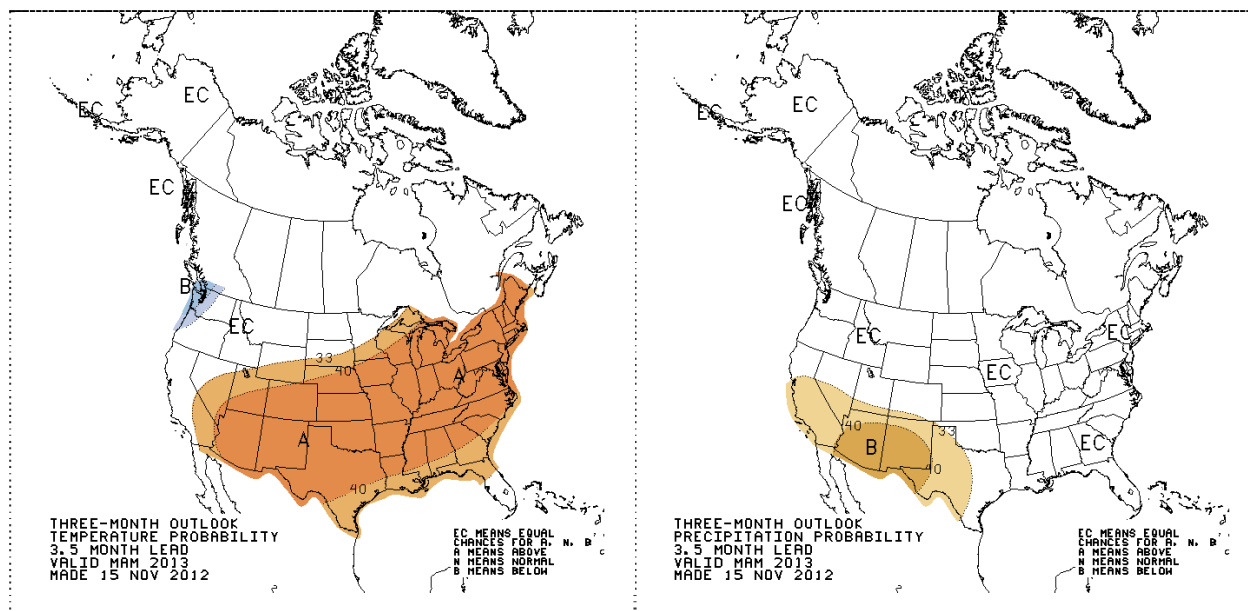 EC
EC
EC
B
EC
33
40
A
A
40
THREE-MONTH OUTLOOK
TEMPERATURE PROBABILITY
3.5 MONTH LEAD
VALID MAM 2013
MADE 15 NOV 2012
EC MEANS EQUAL
CHANCES FOR A, N, B
A MEANS ABOVE
N MEANS NORMAL
B MEANS BELOW
EC
EC
EC
EC
EC
EC
40
33
B
EC
40
THREE-MONTH OUTLOOK
PRECIPITATION PROBABILITY
3.5 MONTH LEAD
VALID MAM 2013
MADE 15 NOV 2012
EC MEANS EQUAL
CHANCES FOR A, N, B
A MEANS ABOVE
N MEANS NORMAL
B MEANS BELOW